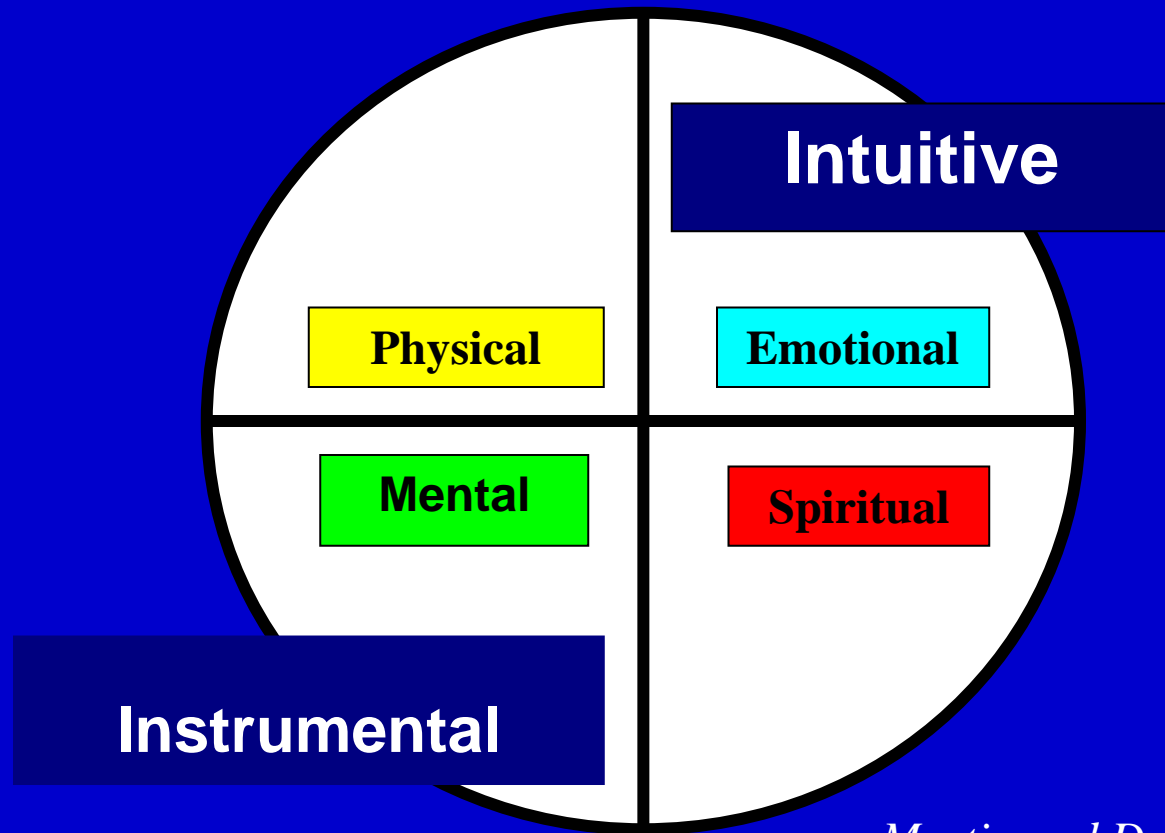 Intuitive
Physical
Emotional
Mental
Spiritual
Instrumental